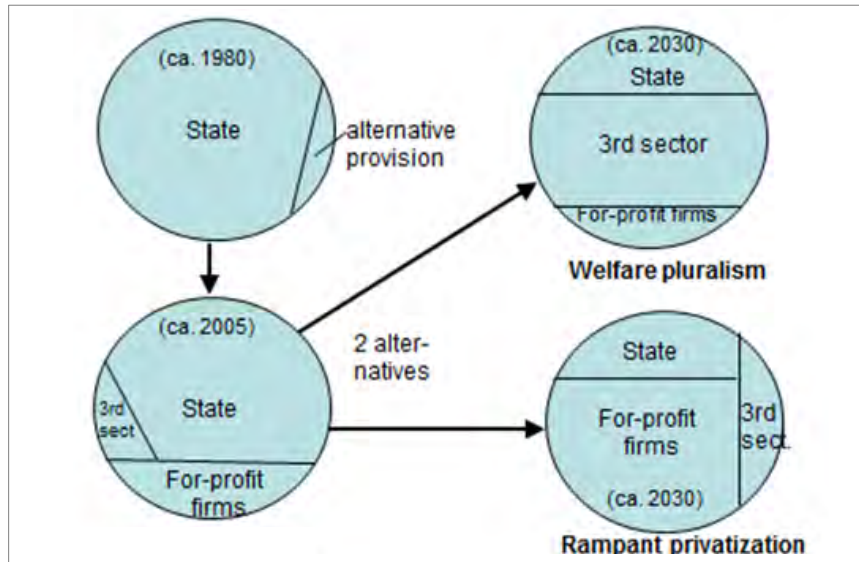 (ca. 1980)
State
alternative
provision
(ca. 2030)
State
3rd sector
For-profit firms
Welfare pluralism
(ca. 2005)
3rd
sect
State
For-profit
firms
2 alter-
natives
State
For-profit
firms
3rd
sect.
(ca. 2030)
Rampant privatization